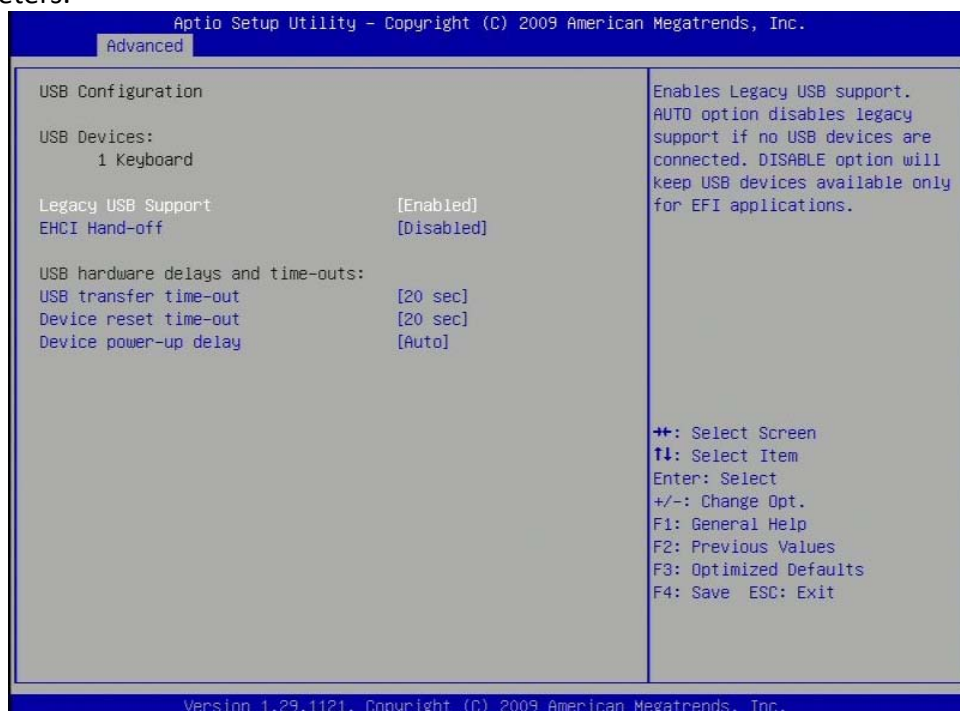 eters.
Aptio Setup Utility – Copyright (C) 2009 American Megatrends, Inc.
Advanced
USB Configuration
USB Devices:
1 Keyboard
Legacy USB Support [Enabled]
EHCI Hand-off [Disabled]
USB hardware delays and time-outs:
USB transfer time-out [20 sec]
Device reset time-out [20 sec]
Device power-up delay [Auto]
Enables Legacy USB support.
AUTO option disables legacy
support if no USB devices are
connected. DISABLE option will
keep USB devices available only
for EFI applications.
→←: Select Screen
↑↓: Select Item
Enter: Select
+/-: Change Opt.
F1: General Help
F2: Previous Values
F3: Optimized Defaults
F4: Save ESC: Exit
Version 1.29.1121. Copyright (C) 2009 American Megatrends, Inc.